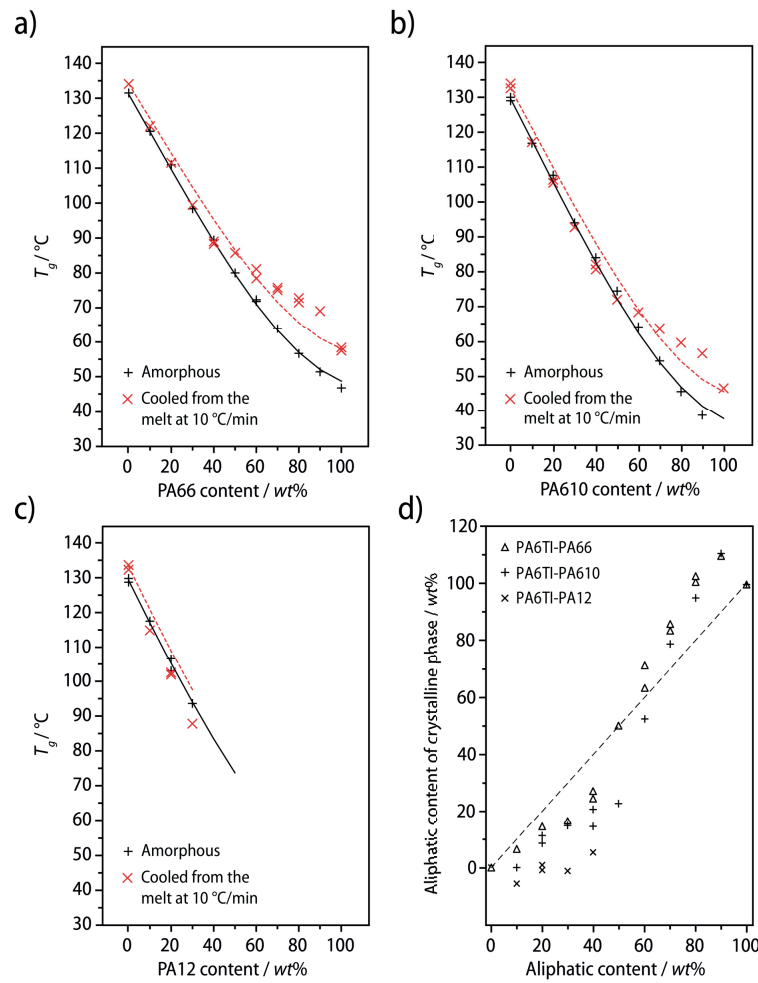 a)
140
130
120
110
100
90
80
70
60
50
40
30
Tg / °C
Amorphous
Cooled from the
melt at 10 °C/min
0 20 40 60 80 100
PA66 content / wt%
b)
140
130
120
110
100
90
80
70
60
50
40
30
Tg / °C
Amorphous
Cooled from the
melt at 10 °C/min
0 20 40 60 80 100
PA610 content / wt%
c)
140
130
120
110
100
90
80
70
60
50
40
30
Tg / °C
Amorphous
Cooled from the
melt at 10 °C/min
0 20 40 60 80 100
PA12 content / wt%
d)
120
100
80
60
40
20
0
Aliphatic content of crystalline phase / wt%
PA6TI-PA66
PA6TI-PA610
PA6TI-PA12
0 20 40 60 80 100
Aliphatic content / wt%